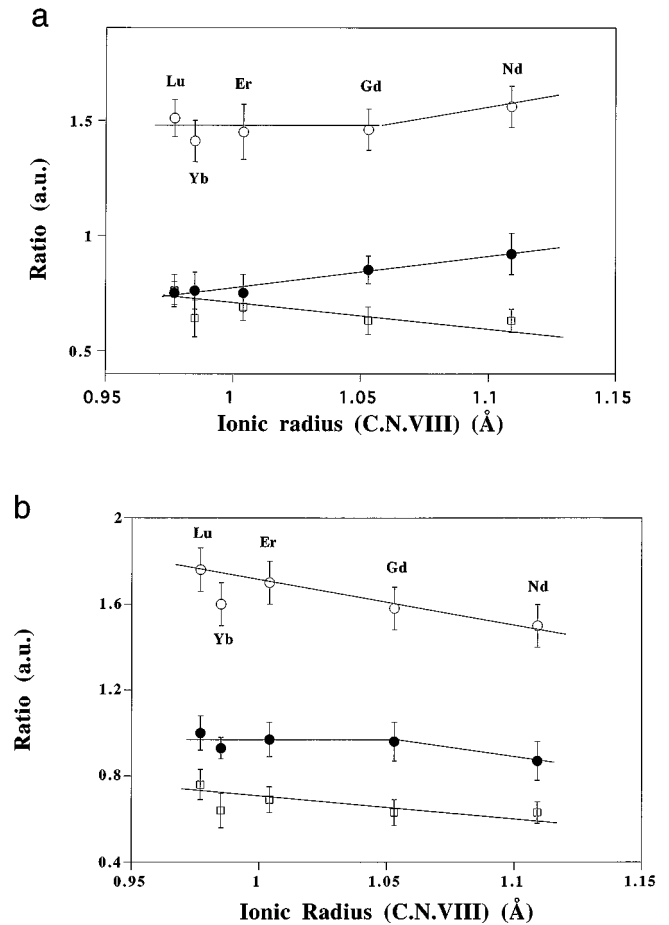 a
Lu
Er
Gd
Nd
Yb
1.5
1
0.5
Ratio (a.u.)
0.95
1
1.05
1.1
1.15
Ionic radius (C.N.VIII) (Å)
b
2
1.6
1.2
0.8
0.4
Lu
Er
Gd
Nd
Yb
Ratio (a.u.)
0.95
1
1.05
1.1
1.15
Ionic Radius (C.N.VIII) (Å)